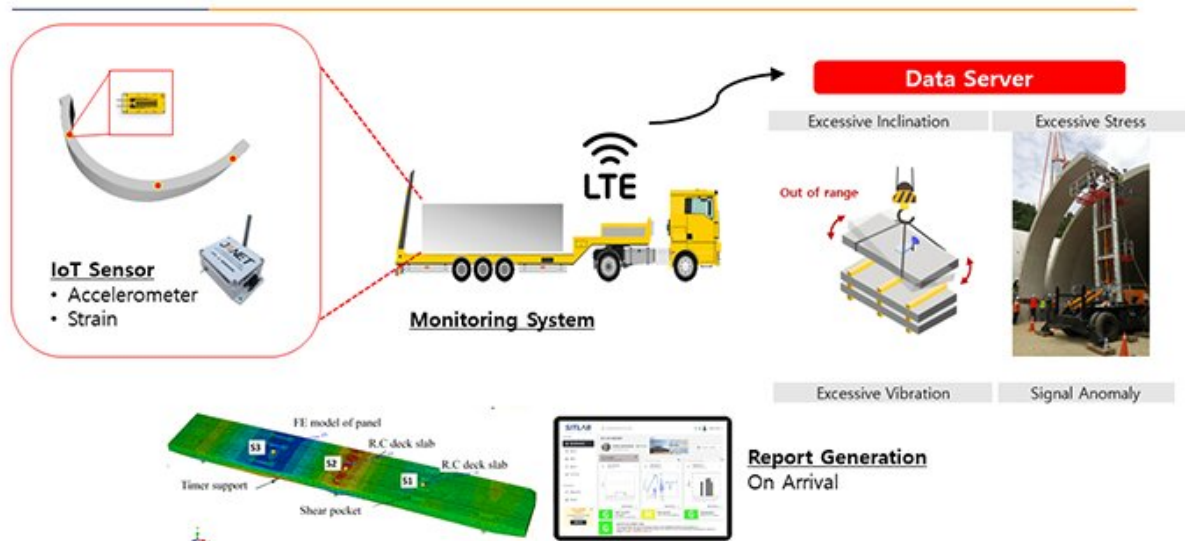 Data Server
Excessive Inclination
Excessive Stress
Out of range
LTE
IoT Sensor
• Accelerometer
• Strain
Monitoring System
Excessive Vibration
Signal Anomaly
FE model of panel
S3
R.C deck slab
S2
R.C deck slab
S1
Timer support
Shear pocket
SITLAB
Report Generation
On Arrival